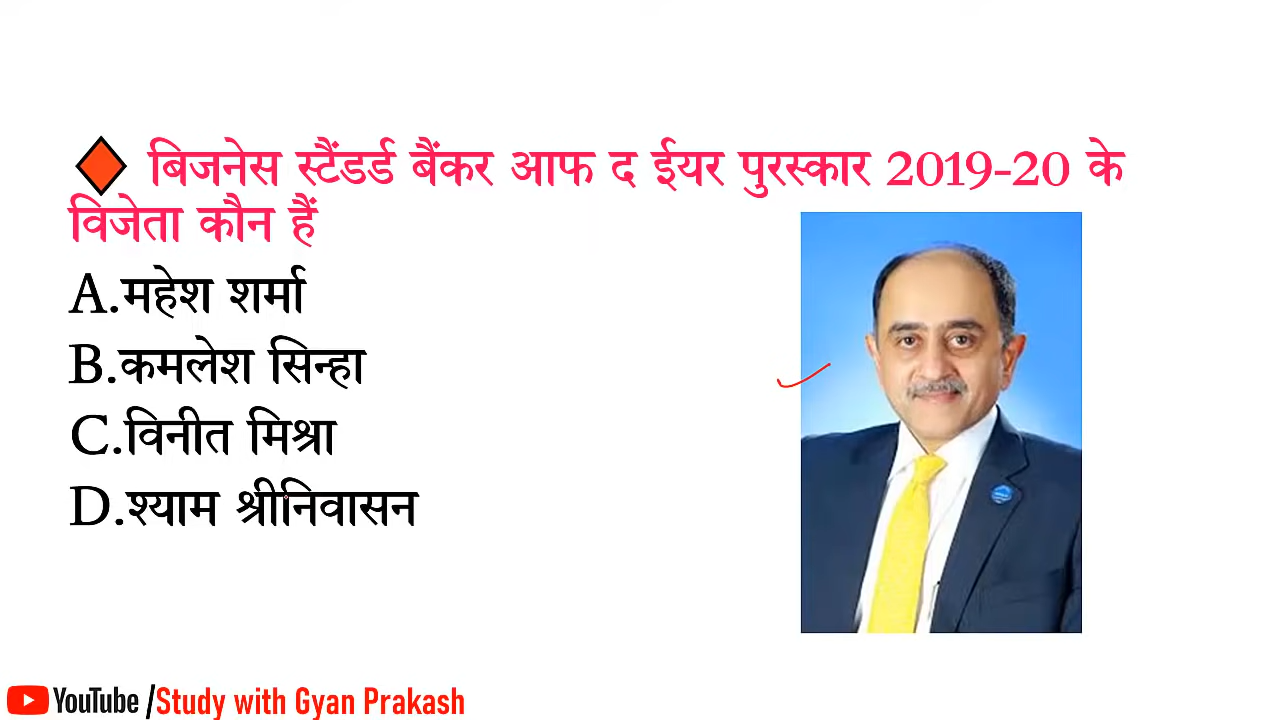 बिजनेस स्टैंडर्ड बैंकर आफ द ईयर पुरस्कार 2019-20 के
विजेता कौन हैं
A.महेश शर्मा
B.कमलेश सिन्हा
C.विनीत मिश्रा
D.श्याम श्रीनिवासन
YouTube /Study with Gyan Prakash